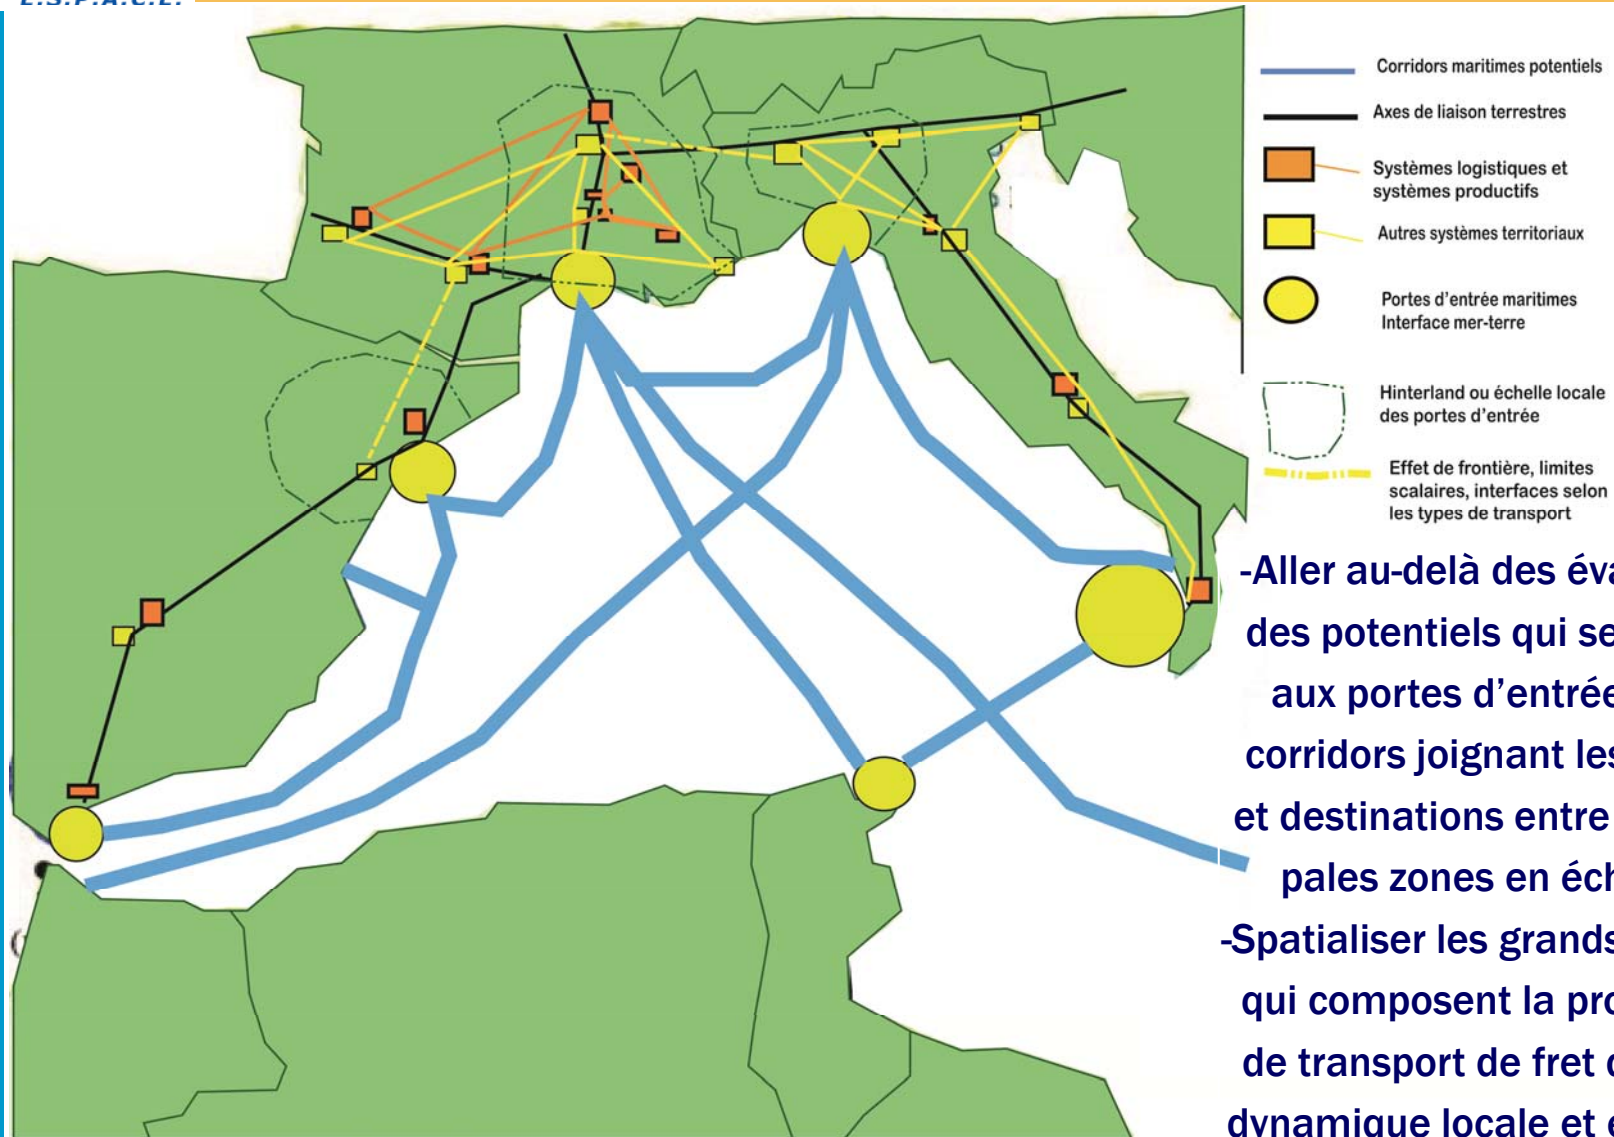 E.S.P.A.C.E.
Corridors maritimes potentiels
Axes de liaison terrestres
Systèmes logistiques et
systèmes productifs
Autres systèmes territoriaux
Portes d'entrée maritimes
Interface mer-terre
Hinterland ou échelle locale
des portes d'entrée
Effet de frontière, limites
scalaires, interfaces selon
les types de transport
-Aller au-delà des éva
des potentiels qui se
aux portes d'entrée
corridors joignant les
et destinations entre
pales zones en éch
-Spatialiser les grands
qui composent la pro
de transport de fret
dynamique locale et